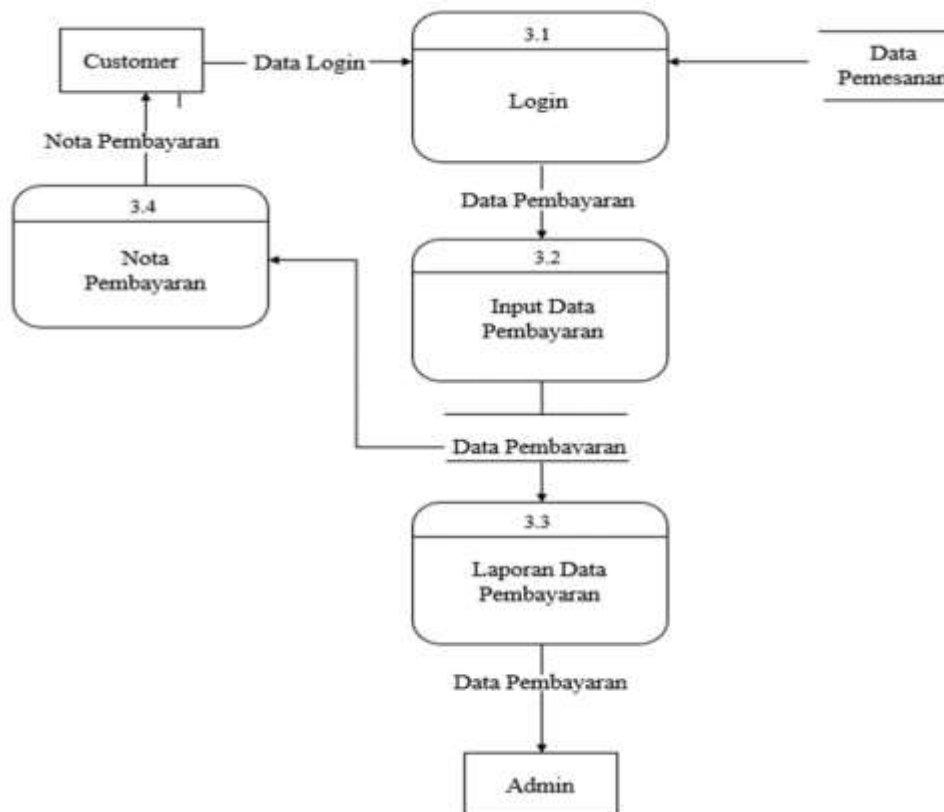 3.1
Customer
Data Login
Login
Data
Pemesanan
Nota Pembayaran
Data Pembayaran
3.4
Nota
Pembayaran
3.2
Input Data
Pembayaran
Data Pembayaran
3.3
Laporan Data
Pembayaran
Data Pembayaran
Admin